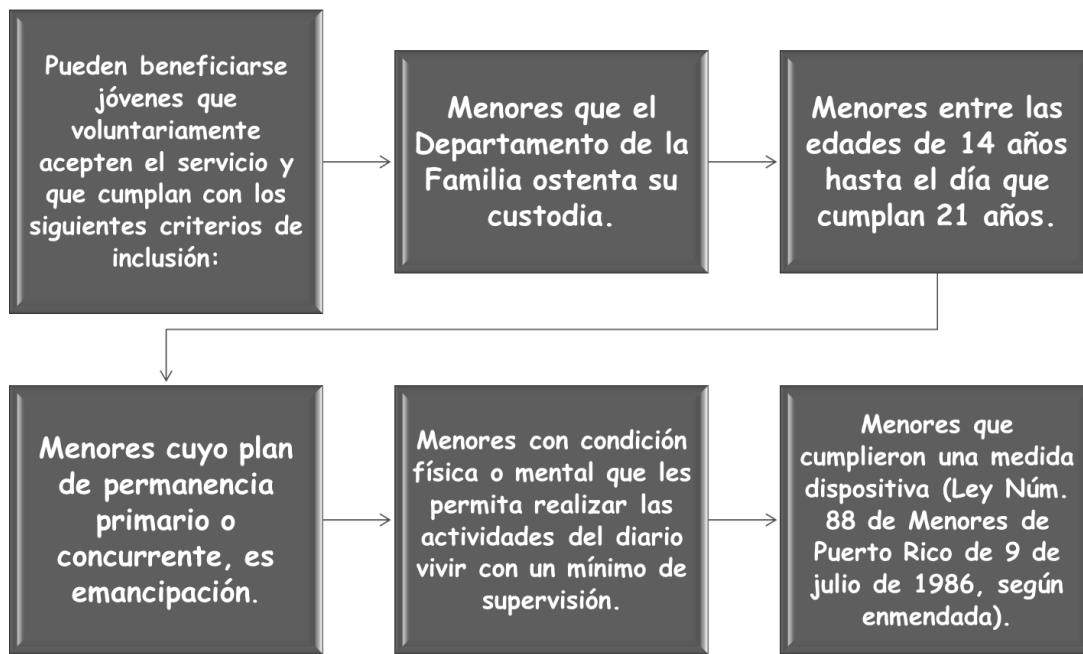 Pueden beneficiarse
jóvenes que
voluntariamente
acepten el servicio y
que cumplan con los
siguientes criterios de
inclusión:
Menores que el
Departamento de la
Familia ostenta su
custodia.
Menores entre las
edades de 14 años
hasta el día que
cumplan 21 años.
Menores cuyo plan
de permanencia
primario o
concurrente, es
emancipación.
Menores con condición
física o mental que les
permita realizar las
actividades del diario
vivir con un mínimo de
supervisión.
Menores que
cumplieron una medida
dispositiva (Ley Núm.
88 de Menores de
Puerto Rico de 9 de
julio de 1986, según
enmendada).